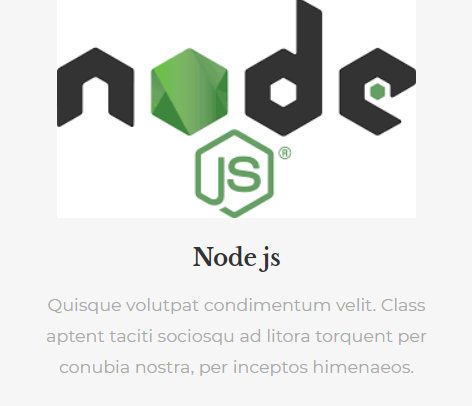 node
JS®
Node js
Quisque volutpat condimentum velit. Class
aptent taciti sociosqu ad litora torquent per
conubia nostra, per inceptos himenaeos.